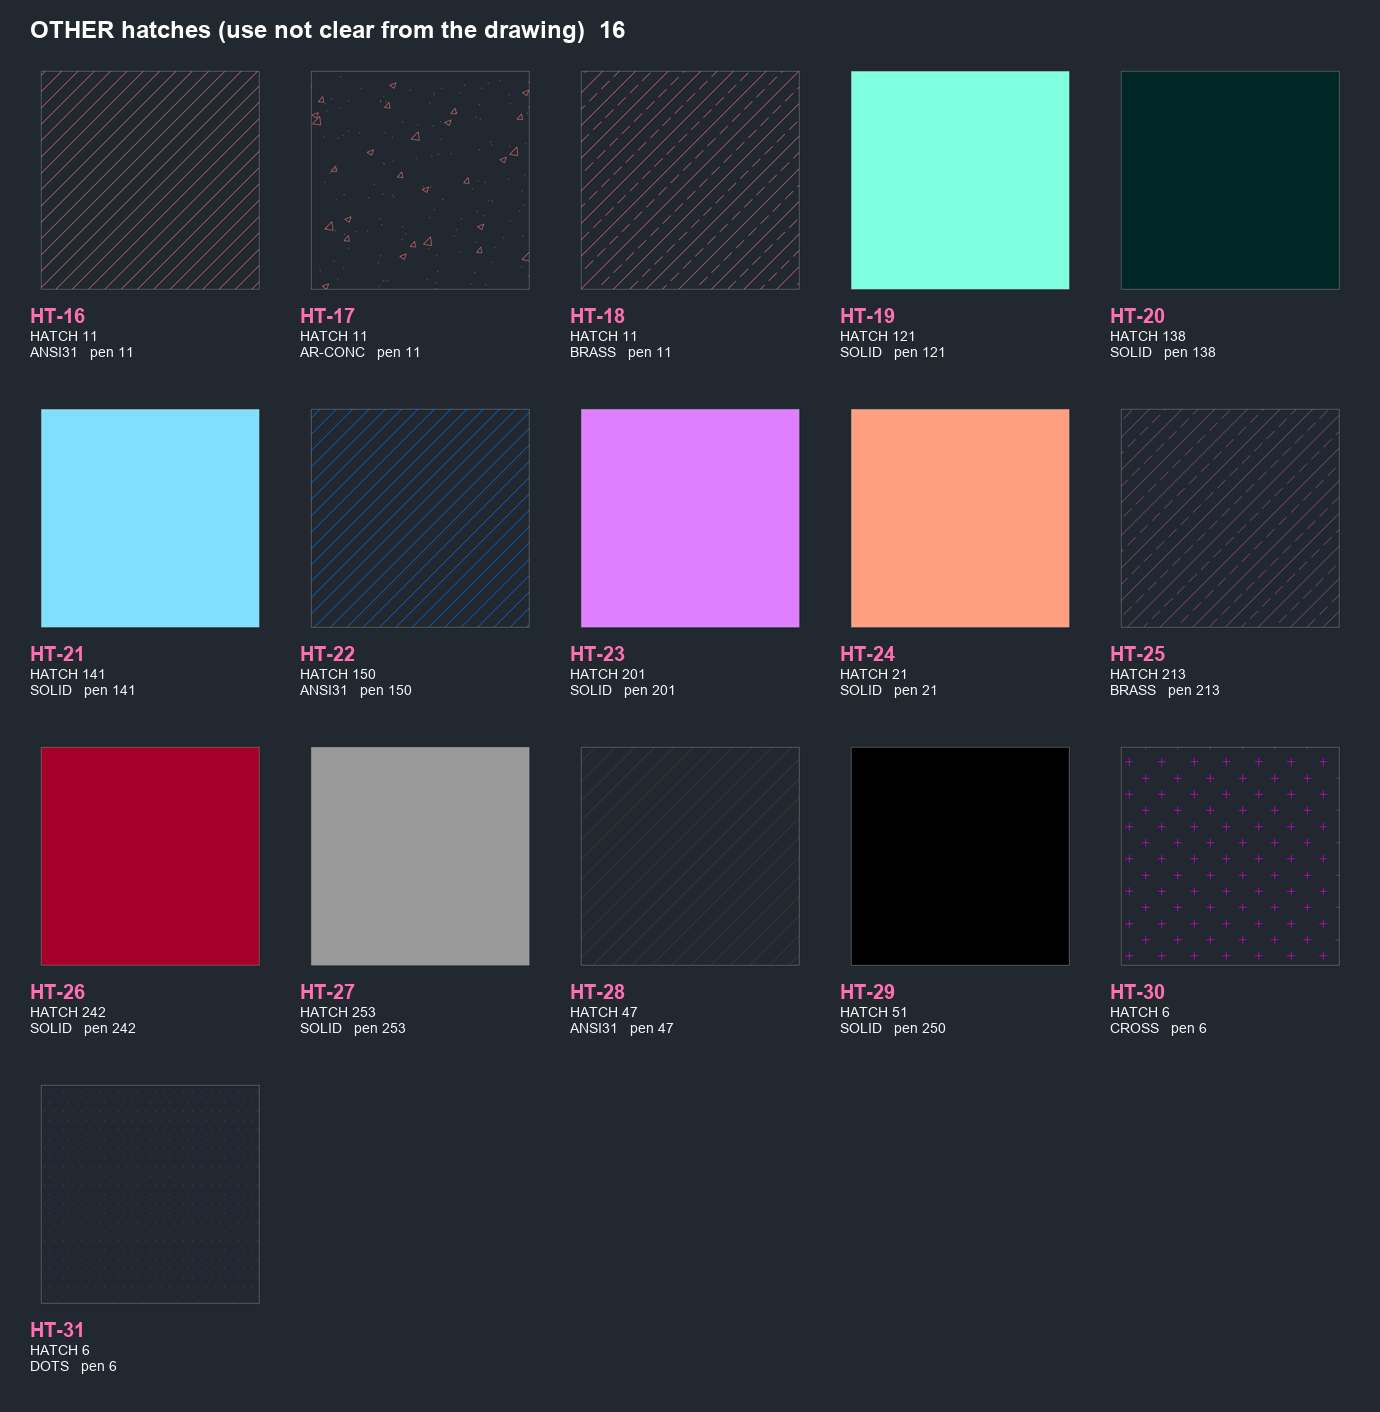 OTHER hatches (use not clear from the drawing)  16
HT-16
HATCH 11
ANSI31   pen 11
HT-17
HATCH 11
AR-CONC   pen 11
HT-18
HATCH 11
BRASS   pen 11
HT-19
HATCH 121
SOLID   pen 121
HT-20
HATCH 138
SOLID   pen 138
HT-21
HATCH 141
SOLID   pen 141
HT-22
HATCH 150
ANSI31   pen 150
HT-23
HATCH 201
SOLID   pen 201
HT-24
HATCH 21
SOLID   pen 21
HT-25
HATCH 213
BRASS   pen 213
HT-26
HATCH 242
SOLID   pen 242
HT-27
HATCH 253
SOLID   pen 253
HT-28
HATCH 47
ANSI31   pen 47
HT-29
HATCH 51
SOLID   pen 250
HT-30
HATCH 6
CROSS   pen 6
HT-31
HATCH 6
DOTS   pen 6